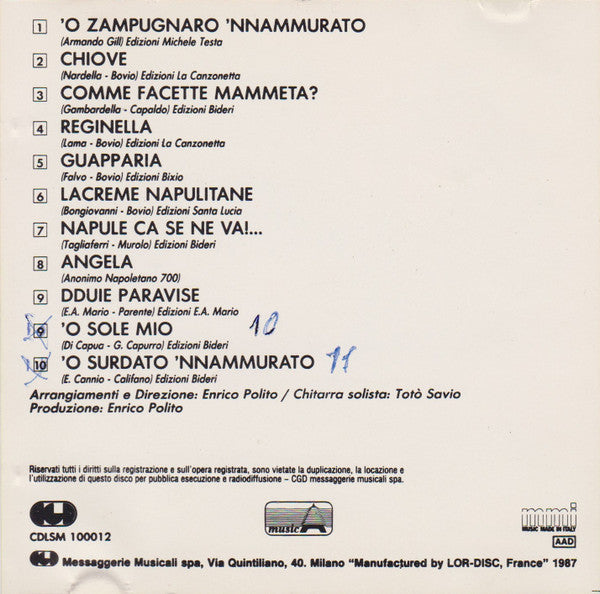 1 'O ZAMPUGNARO 'NNAMMURATO
(Armando Gill) Edizioni Michele Testa
2 CHIOVE
(Nardella - Bovio) Edizioni La Canzonetta
3 COMME FACETTE MAMMETA?
(Gambardella - Capaldo) Edizioni Bideri
4 REGINELLA
(Lama - Bovio) Edizioni La Canzonetta
5 GUAPPARIA
(Falvo - Bovio) Edizioni Bixio
6 LACREME NAPULITANE
(Bongiovanni - Bovio) Edizioni Santa Lucia
7 NAPULE CA SE NE VA!...
(Tagliaferri - Murolo) Edizioni Bideri
8 ANGELA
(Anonimo Napoletano 700)
9 DDUIE PARAVISE
(E.A. Mario - Parente) Edizioni E.A. Mario
9 'O SOLE MIO 10
(Di Capua - G. Capurro) Edizioni Bideri
10 'O SURDATO 'NNAMMURATO 11
(E. Cannio - Califano) Edizioni Bideri
Arrangiamenti e Direzione: Enrico Polito / Chitarra solista: Totò Savio
Produzione: Enrico Polito
Riservati tutti i diritti sulla registrazione e sull'opera registrata, sono vietate la duplicazione, la locazione e
l'utilizzazione di questo disco per pubblica esecuzione e radiodiffusione - CGD messaggerie musicali spa.
musicA
mmi
CDLSM 100012
MUSIC MADE IN ITALY
AAD
Messaggerie Musicali spa, Via Quintiliano, 40. Milano "Manufactured by LOR-DISC, France" 1987